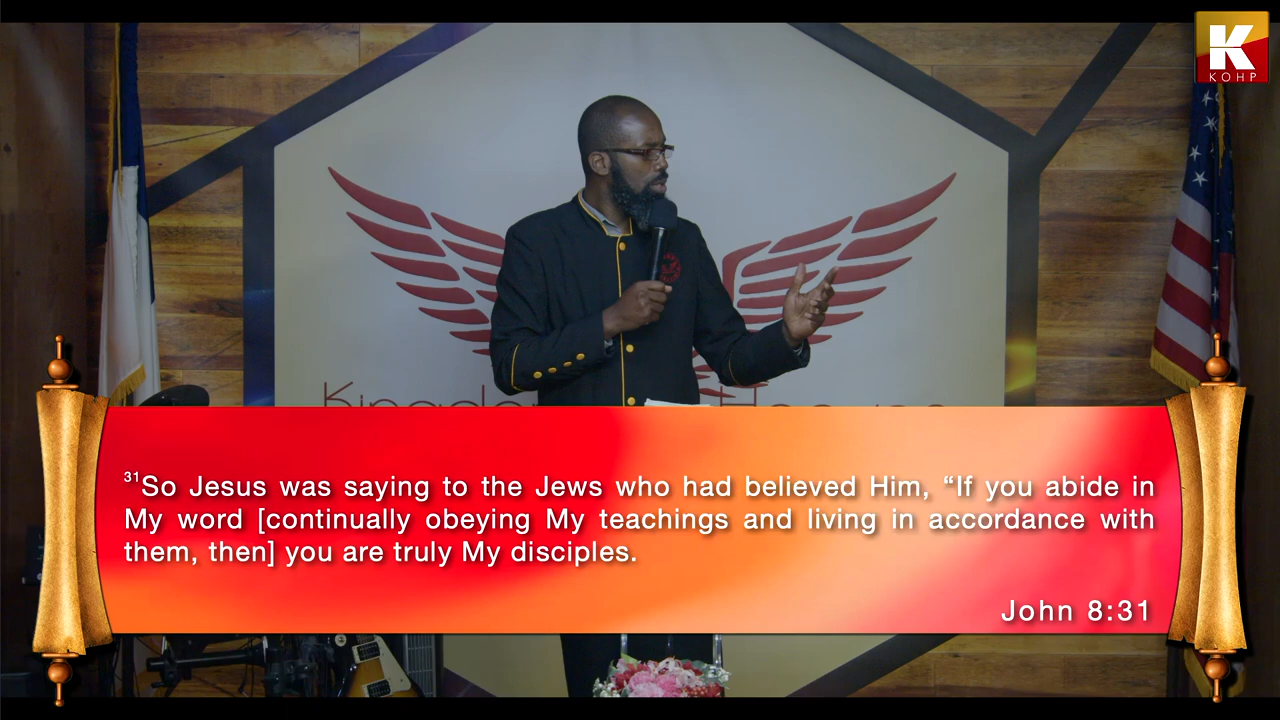 K
KOHP
³¹So Jesus was saying to the Jews who had believed Him, “If you abide in
My word [continually obeying My teachings and living in accordance with
them, then] you are truly My disciples.
John 8:31